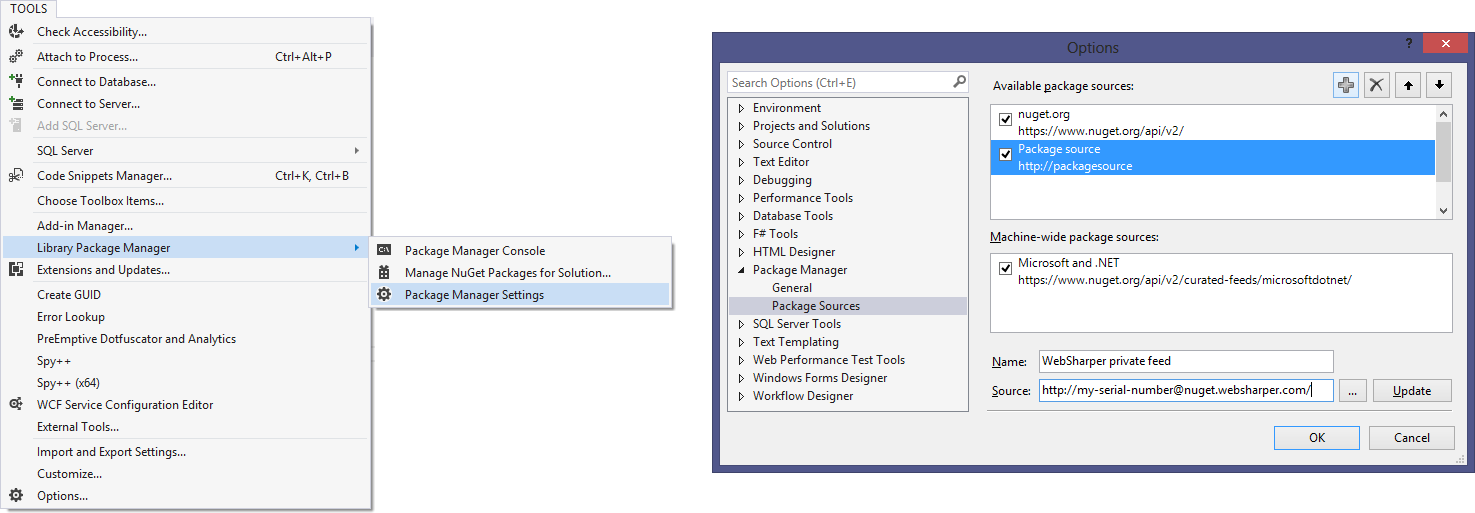 TOOLS
Check Accessibility...
Attach to Process... Ctrl+Alt+P
Connect to Database...
Connect to Server...
Add SQL Server...
SQL Server
Code Snippets Manager... Ctrl+K, Ctrl+B
Choose Toolbox Items...
Add-in Manager...
Library Package Manager
Extensions and Updates...
Create GUID
Error Lookup
PreEmptive Dotfuscator and Analytics
Spy++
Spy++ (x64)
WCF Service Configuration Editor
External Tools...
Import and Export Settings...
Customize...
Options...
C:\
Package Manager Console
Manage NuGet Packages for Solution...
Package Manager Settings
Options
?
Search Options (Ctrl+E)
Environment
Projects and Solutions
Source Control
Text Editor
Debugging
Performance Tools
Database Tools
F# Tools
HTML Designer
Package Manager
General
Package Sources
SQL Server Tools
Text Templating
Web Performance Test Tools
Windows Forms Designer
Workflow Designer
Available package sources:
nuget.org
https://www.nuget.org/api/v2/
Package source
http://packagesource
Machine-wide package sources:
Microsoft and .NET
https://www.nuget.org/api/v2/curated-feeds/microsoftdotnet/
Name: WebSharper private feed
Source: http://my-serial-number@nuget.websharper.com/ ... Update
OK Cancel